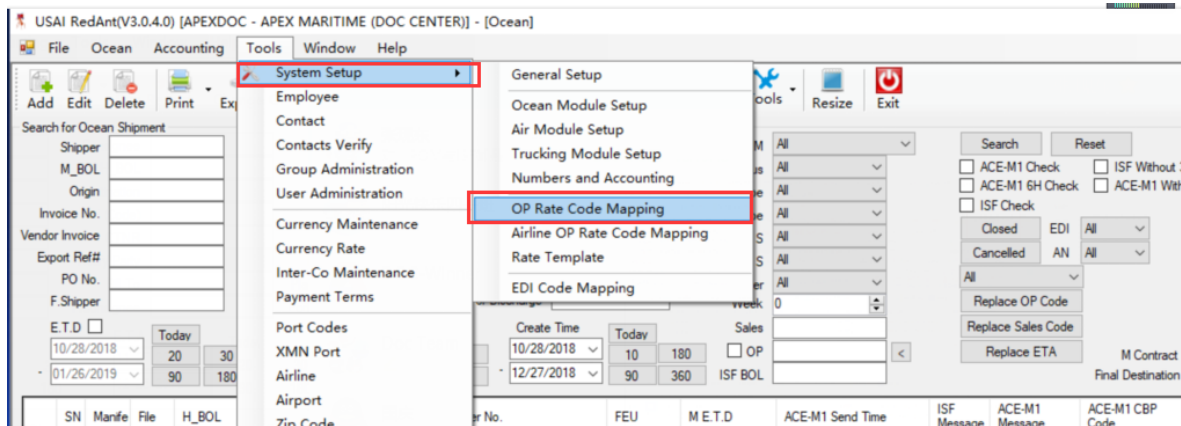 USAI RedAnt(V3.0.4.0) [APEXDOC - APEX MARITIME (DOC CENTER)] - [Ocean]
File Ocean Accounting Tools Window Help
Add Edit Delete Print Resize Exit
System Setup
Employee
Contact
Contacts Verify
Group Administration
User Administration
Currency Maintenance
Currency Rate
Inter-Co Maintenance
Payment Terms
Port Codes
XMN Port
Airline
Airport
Zip Code
General Setup
Ocean Module Setup
Air Module Setup
Trucking Module Setup
Numbers and Accounting
OP Rate Code Mapping
Airline OP Rate Code Mapping
Rate Template
EDI Code Mapping
Search for Ocean Shipment
Shipper
M_BOL
Origin
Invoice No.
Vendor Invoice
Export Ref#
PO No.
F.Shipper
E.T.D Today
10/28/2018 20 30
- 01/26/2019 90 180
Create Time Today
10/28/2018 10 180
- 12/27/2018 90 360
All
All
All
All
All
All
All
Week 0
Sales
OP <
ISF BOL
Search Reset
ACE-M1 Check ISF Without
ACE-M1 6H Check ACE-M1
ISF Check
Closed EDI All
Cancelled AN All
All
Replace OP Code
Replace Sales Code
Replace ETA M Contract
Final Destination
SN Manife File H_BOL No. FEU M E.T.D ACE-M1 Send Time ISF Message ACE-M1 Message ACE-M1 CBP Code